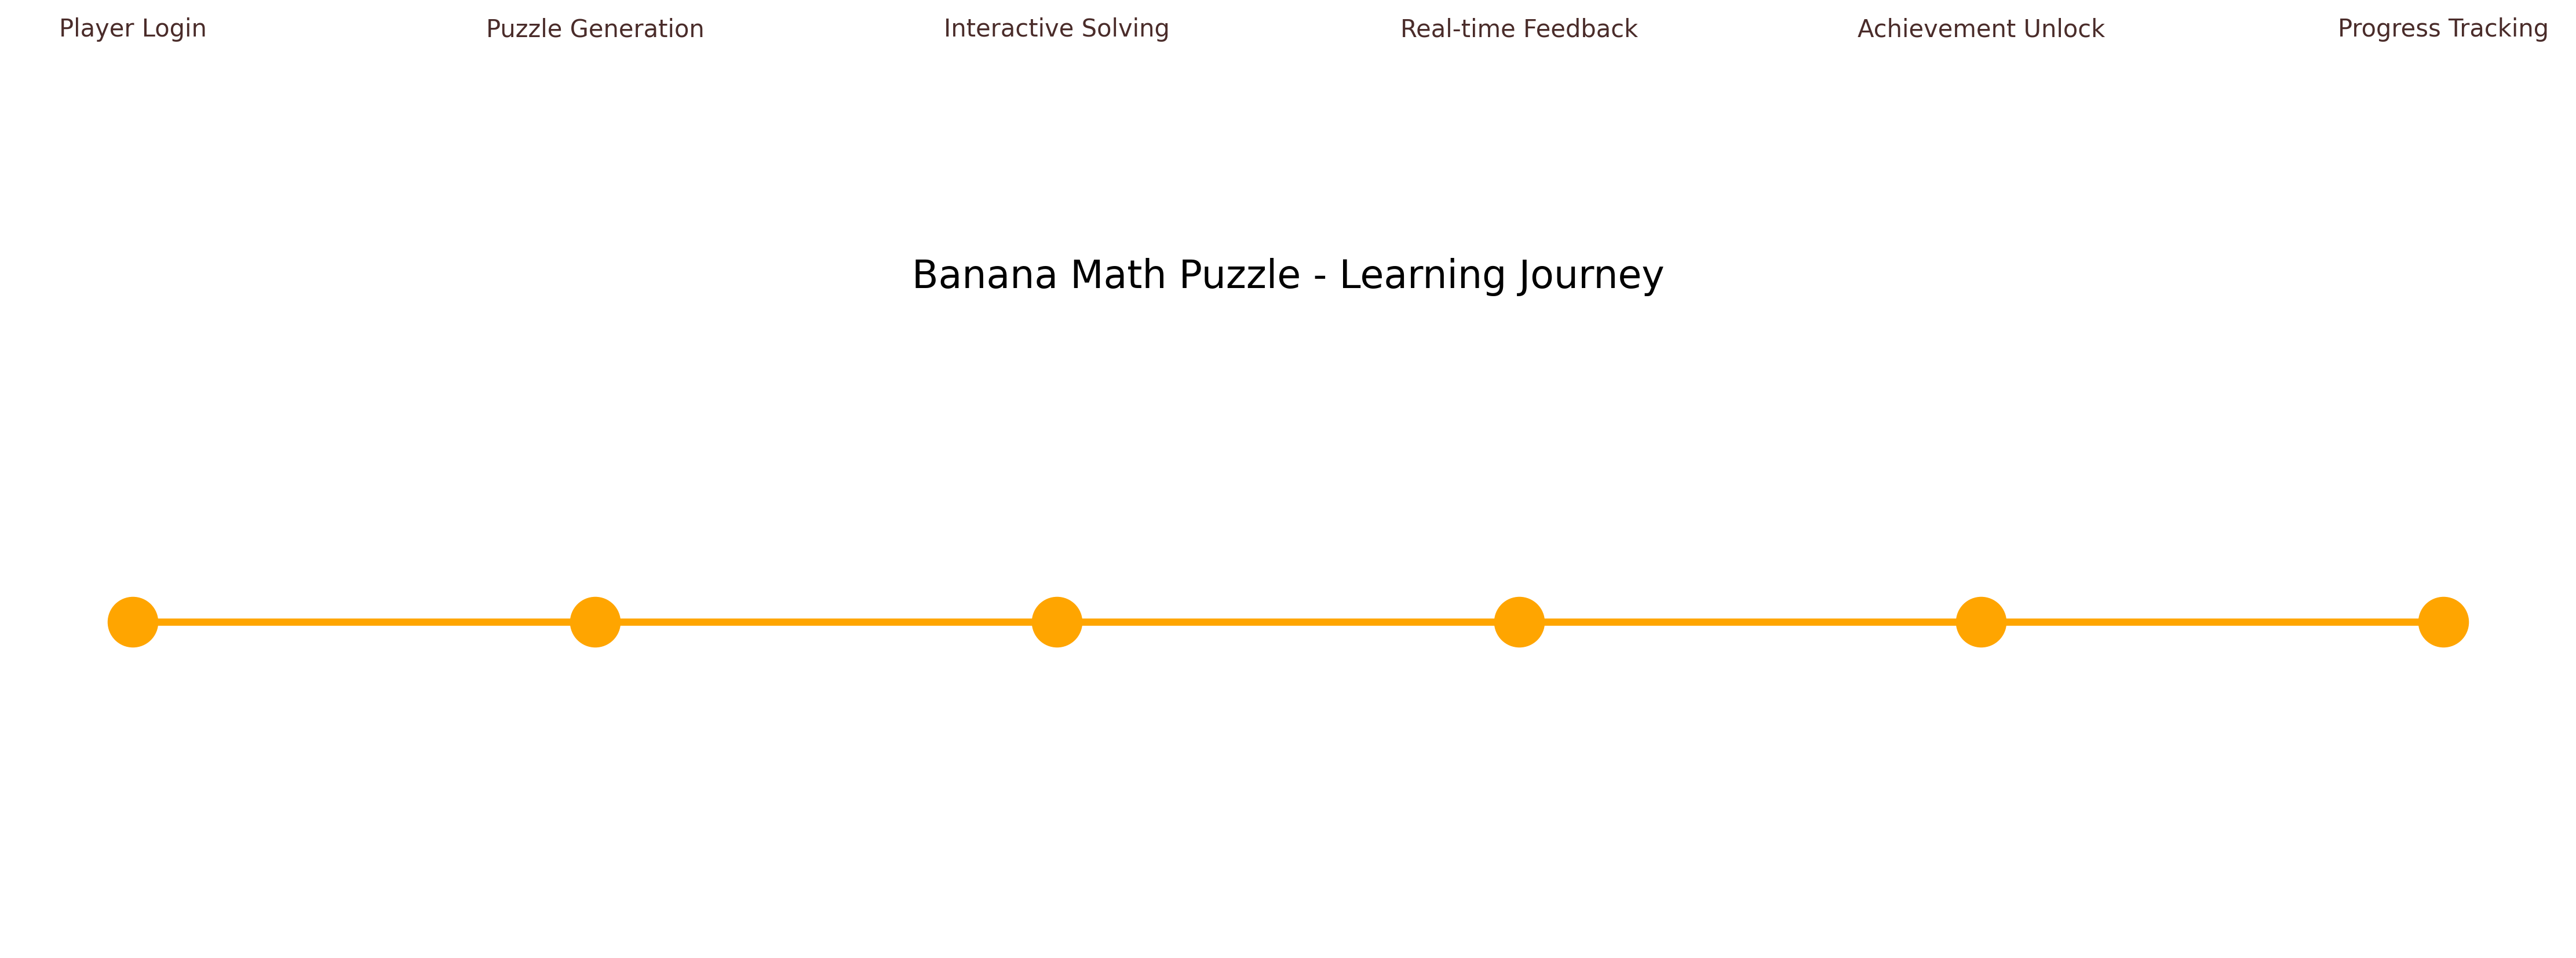 Player Login
Puzzle Generation
Interactive Solving
Real-time Feedback
Achievement Unlock
Progress Tracking
Banana Math Puzzle - Learning Journey